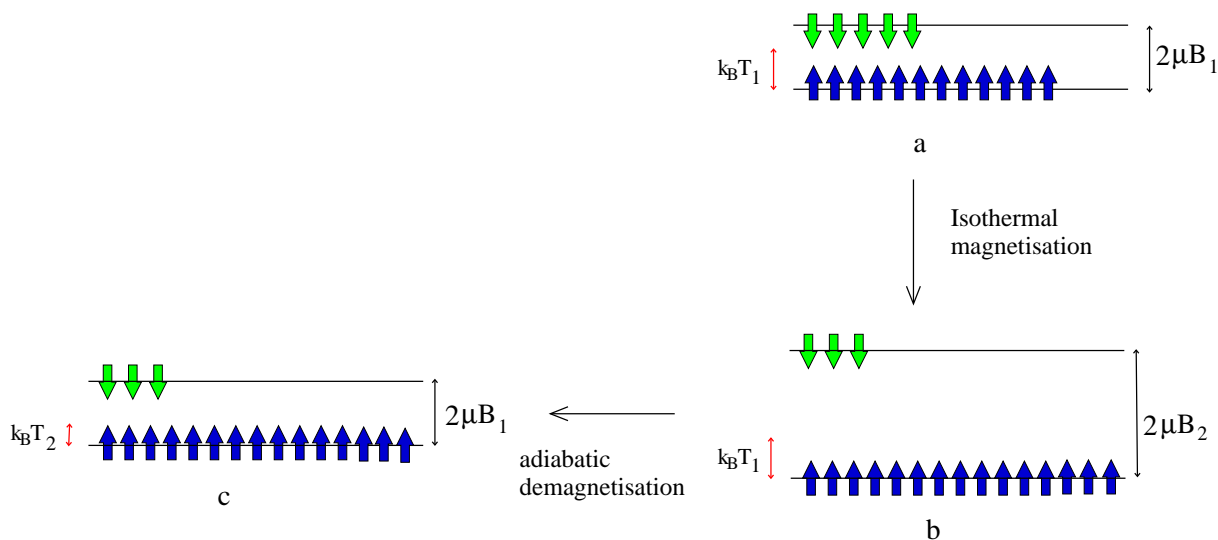 k_BT_1
2μB_1
a
Isothermal
magnetisation
k_BT_2
2μB_1
c
adiabatic
demagnetisation
k_BT_1
2μB_2
b